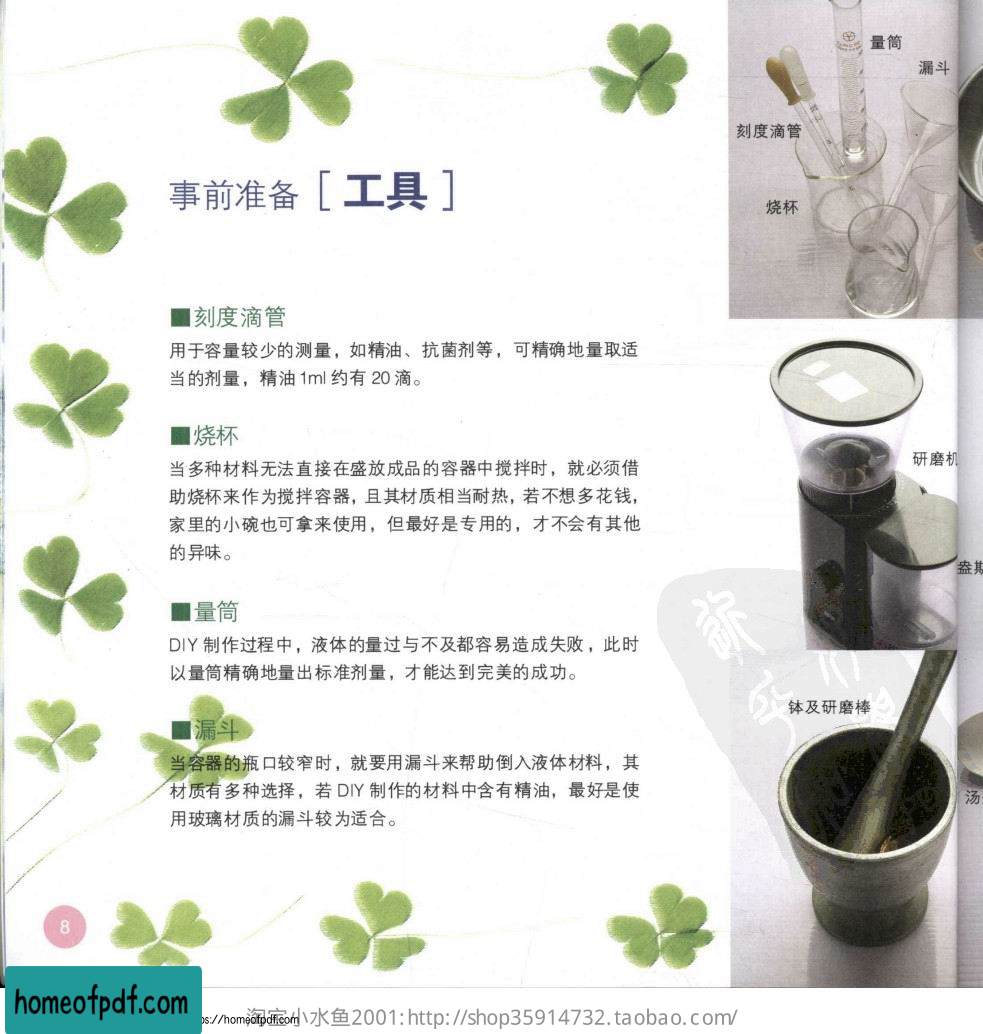 事前准备 [ 工具 ]
■刻度滴管
用于容量较少的测量，如精油、抗菌剂等，可精确地量取适
当的剂量，精油 1ml 约有 20 滴。
■烧杯
当多种材料无法直接在盛放成品的容器中搅拌时，就必须借
助烧杯来作为搅拌容器，且其材质相当耐热，若不想多花钱，
家里的小碗也可拿来使用，但最好是专用的，才不会有其他
的异味。
■量筒
DIY 制作过程中，液体的量过与不及都容易造成失败，此时
以量筒精确地量出标准剂量，才能达到完美的成功。
■漏斗
当容器的瓶口较窄时，就要用漏斗来帮助倒入液体材料，其
材质有多种选择，若 DIY 制作的材料中含有精油，最好是使
用玻璃材质的漏斗较为适合。
8
量筒
漏斗
刻度滴管
烧杯
研磨机
钵及研磨棒
汤
homeofpdf.com
ps://homeofpdf.com
淘宝小水鱼2001:http://shop35914732.taobao.com/